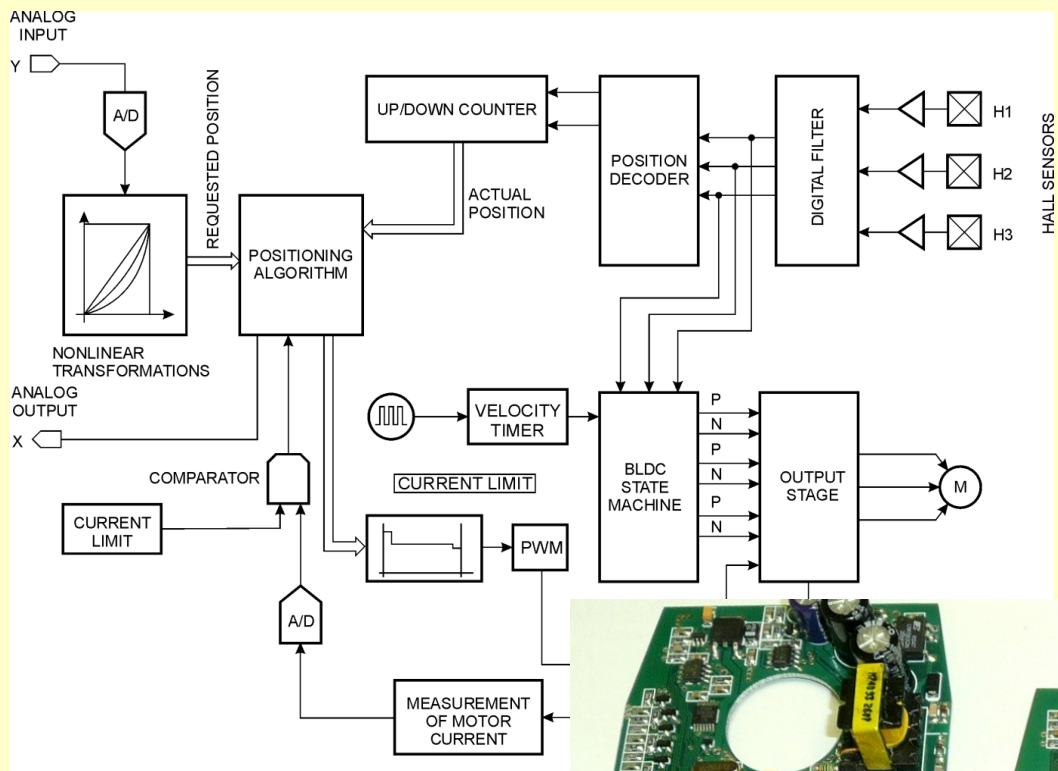 ANALOG
INPUT
Y
A/D
REQUESTED POSITION
UP/DOWN COUNTER
ACTUAL
POSITION
POSITION
DECODER
DIGITAL FILTER
H1
H2
H3
HALL SENSORS
POSITIONING
ALGORITHM
NONLINEAR
TRANSFORMATIONS
ANALOG
OUTPUT
X
VELOCITY
TIMER
BLDC
STATE
MACHINE
P
N
P
N
P
N
OUTPUT
STAGE
M
COMPARATOR
CURRENT LIMIT
CURRENT
LIMIT
PWM
A/D
MEASUREMENT
OF MOTOR
CURRENT